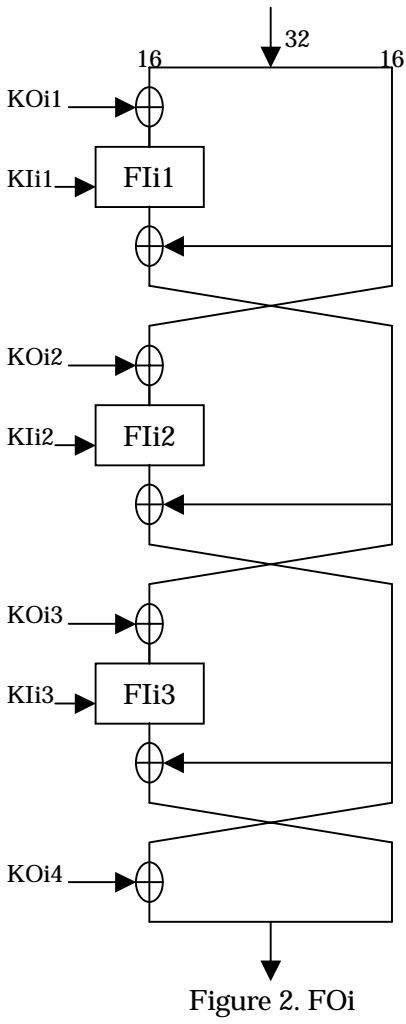 32
16 16
KOi1
KIi1 FIi1
KOi2
KIi2 FIi2
KOi3
KIi3 FIi3
KOi4
Figure 2. FOi